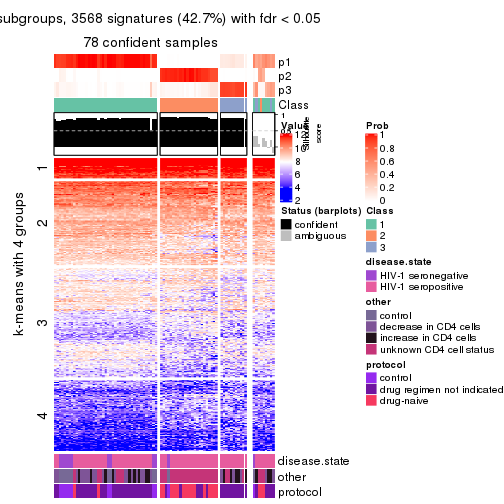 subgroups, 3568 signatures (42.7%) with fdr < 0.05
78 confident samples
p1
p2
p3
Class
1
Silhouette
score
k-means with 4 groups
1
2
3
4
disease.state
other
protocol
Value
12
10
8
6
4
2
Status (barplots)
confident
ambiguous
Prob
1
0.8
0.6
0.4
0.2
0
Class
1
2
3
disease.state
HIV-1 seronegative
HIV-1 seropositive
other
control
decrease in CD4 cells
increase in CD4 cells
unknown CD4 cell status
protocol
control
drug regimen not indicated
drug-naive